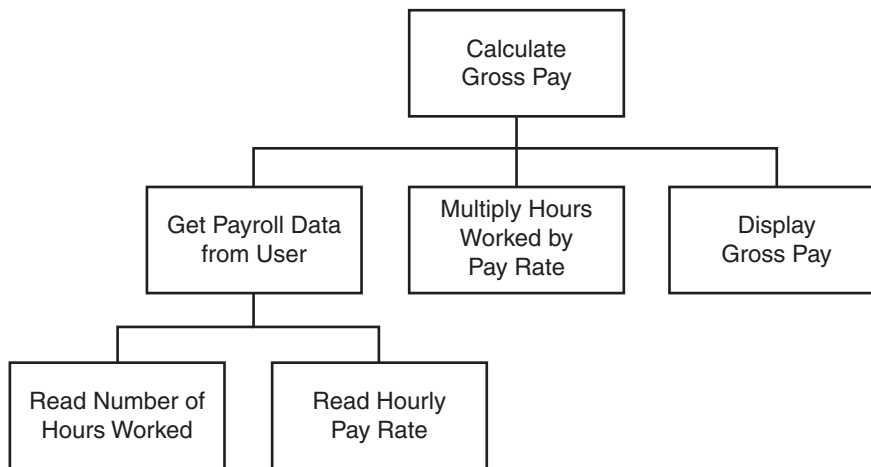 Calculate
Gross Pay
Get Payroll Data
from User
Multiply Hours
Worked by
Pay Rate
Display
Gross Pay
Read Number of
Hours Worked
Read Hourly
Pay Rate